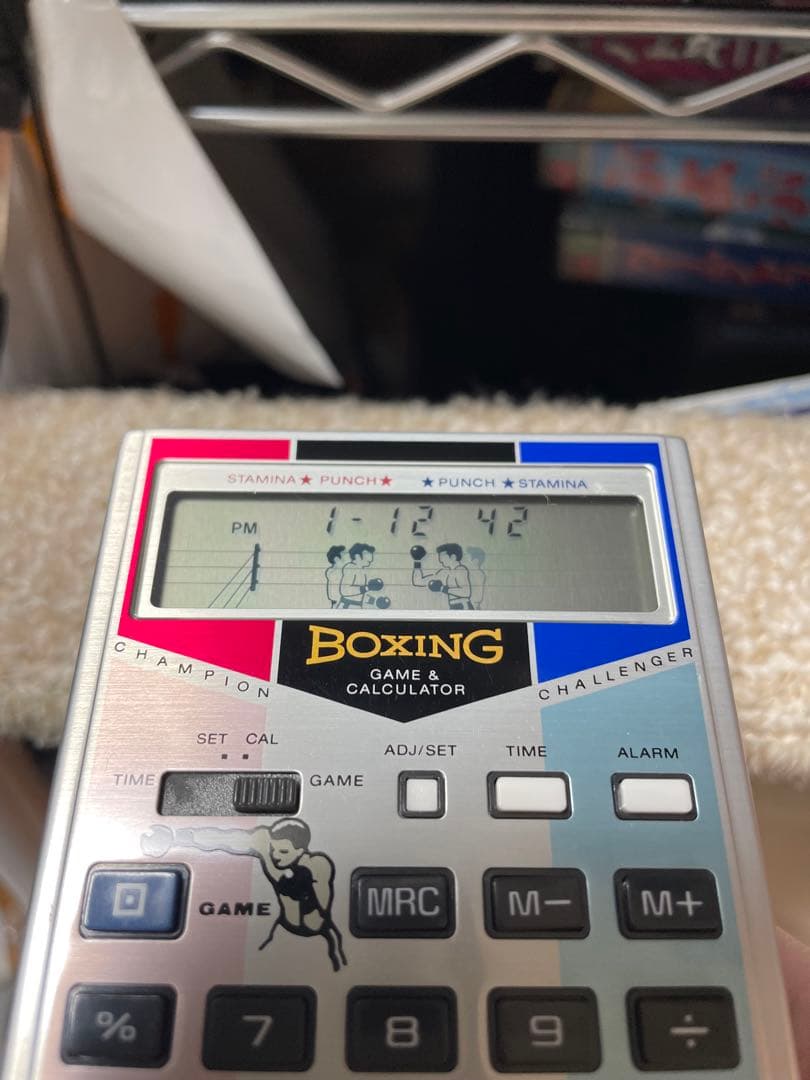 STAMINA★ PUNCH★ ★PUNCH ★STAMINA
PM 1-12 42
BOXING
GAME &
CALCULATOR
CHAMPION
CHALLENGER
SET CAL
TIME GAME
ADJ/SET TIME ALARM
GAME MRC M− M+
% 7 8 9 ÷